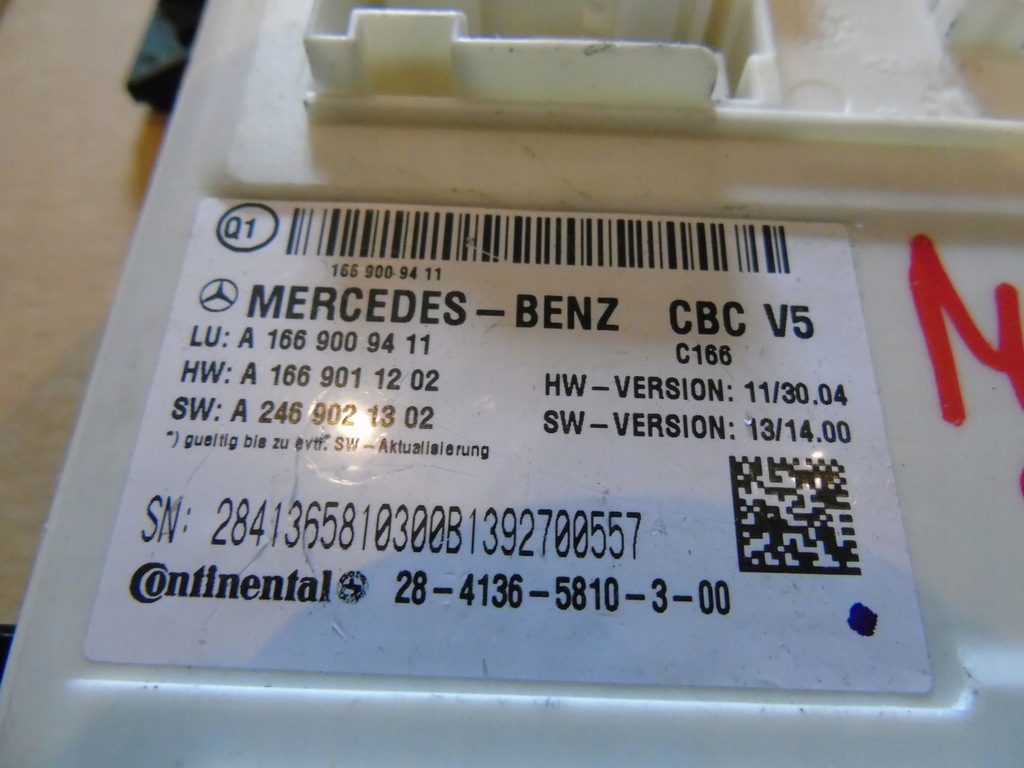 Q1
166 900 94 11
MERCEDES-BENZ CBC V5
C166
LU: A 166 900 94 11
HW: A 166 901 12 02 HW-VERSION: 11/30.04
SW: A 246 902 13 02 SW-VERSION: 13/14.00
*) gueltig bis zu evtl. SW-Aktualisierung
SN: 2841365810300B1392700557
Continental 28-4136-5810-3-00